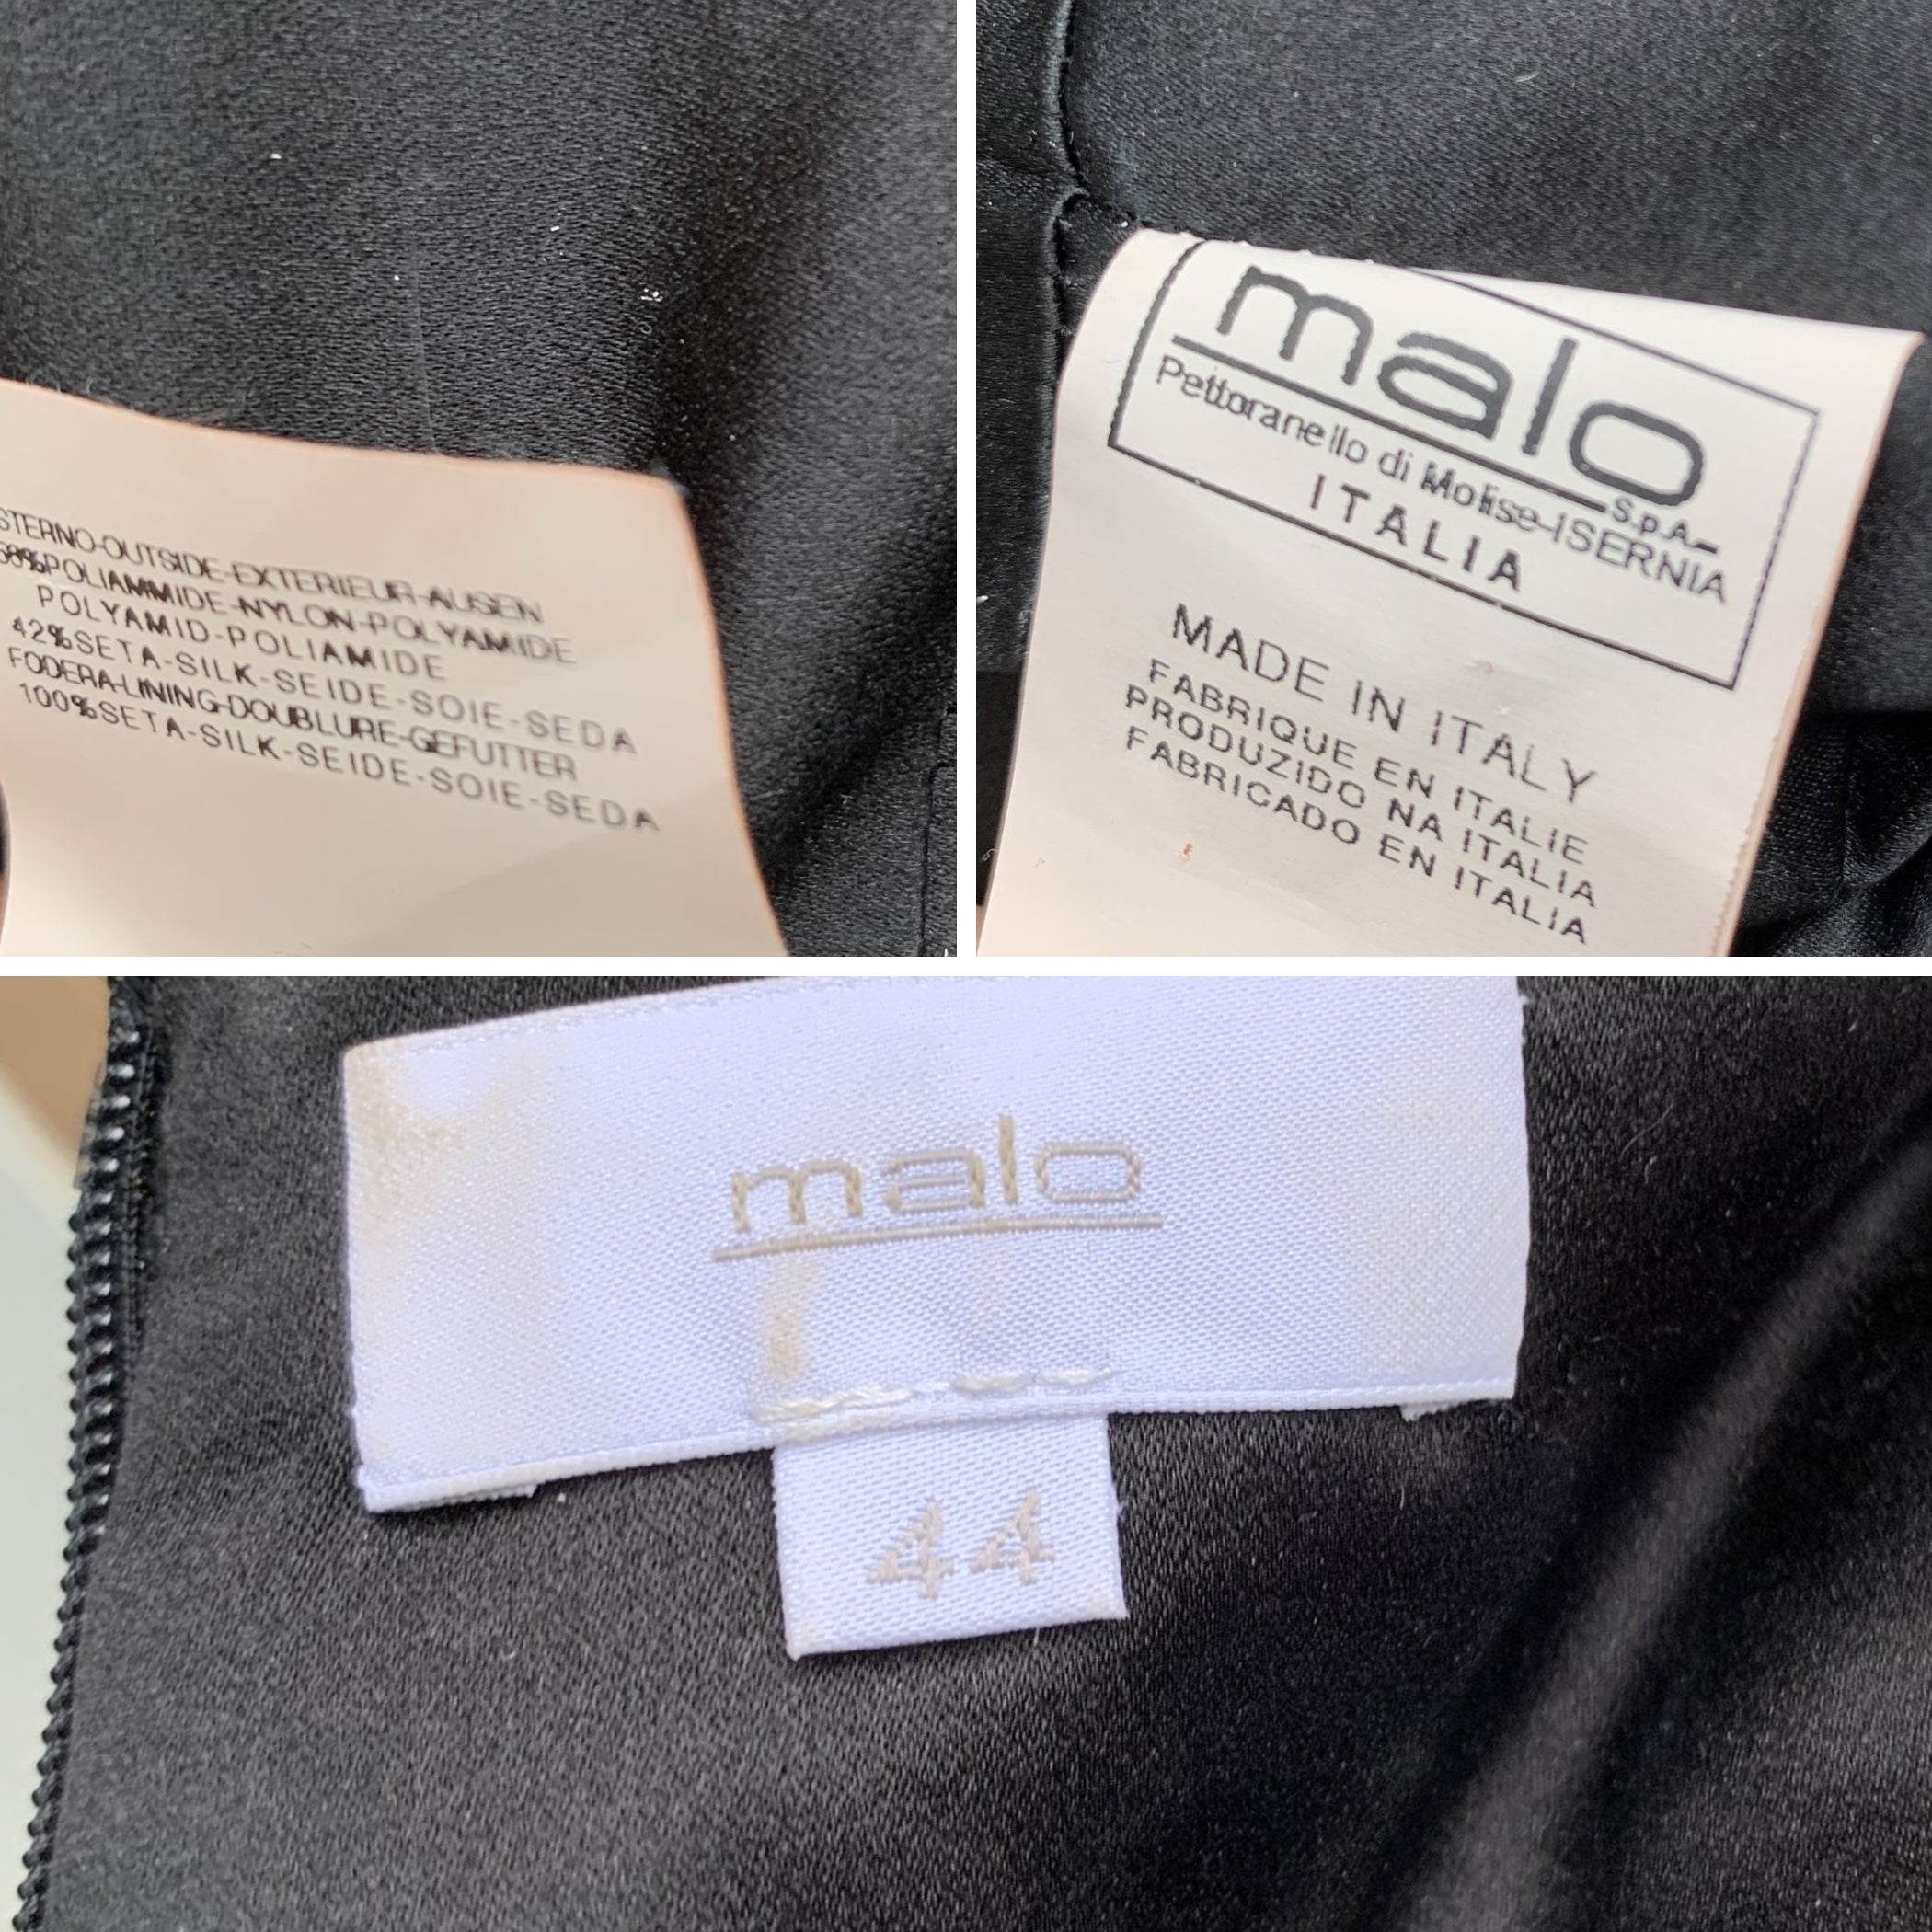 STERNO-OUTSIDE-EXTERIEUR-AUSEN
58%POLIAMMIDE-NYLON-POLYAMIDE
POLYAMID-POLIAMIDE
42%SETA-SILK-SEIDE-SOIE-SEDA
FODERA-LINING-DOUBLURE-GEFUTTER
100%SETA-SILK-SEIDE-SOIE-SEDA
malo
S.p.A.
Pettoranello di Molise-ISERNIA
ITALIA
MADE IN ITALY
FABRIQUE EN ITALIE
PRODUZIDO NA ITALIA
FABRICADO EN ITALIA
malo
44